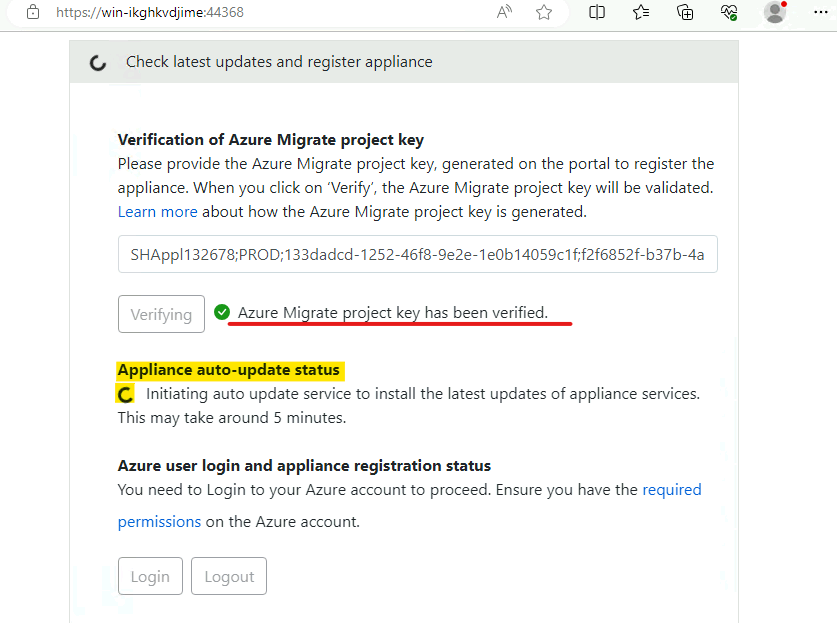 https://win-ikghkvdjime:44368
Check latest updates and register appliance
Verification of Azure Migrate project key
Please provide the Azure Migrate project key, generated on the portal to register the
appliance. When you click on ‘Verify’, the Azure Migrate project key will be validated.
Learn more about how the Azure Migrate project key is generated.
SHAppl132678;PROD;133dadcd-1252-46f8-9e2e-1e0b14059c1f;f2f6852f-b37b-4a
Verifying
Azure Migrate project key has been verified.
Appliance auto-update status
Initiating auto update service to install the latest updates of appliance services.
This may take around 5 minutes.
Azure user login and appliance registration status
You need to Login to your Azure account to proceed. Ensure you have the required
permissions on the Azure account.
Login Logout